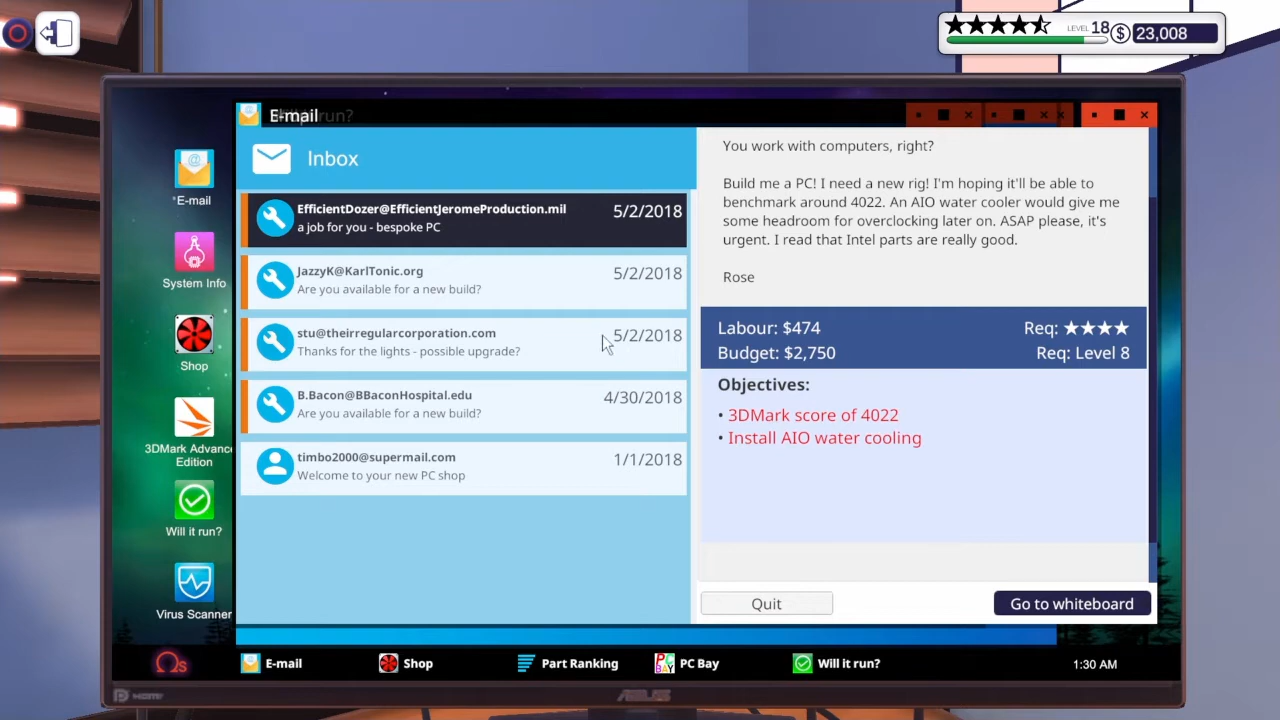 LEVEL 18 $ 23,008
E-mail
run?
Inbox
EfficientDozer@EfficientJeromeProduction.mil 5/2/2018
a job for you - bespoke PC
JazzyK@KarlTonic.org 5/2/2018
Are you available for a new build?
stu@theirregularcorporation.com 5/2/2018
Thanks for the lights - possible upgrade?
B.Bacon@BBaconHospital.edu 4/30/2018
Are you available for a new build?
timbo2000@supermail.com 1/1/2018
Welcome to your new PC shop
You work with computers, right?
Build me a PC! I need a new rig! I'm hoping it'll be able to
benchmark around 4022. An AIO water cooler would give me
some headroom for overclocking later on. ASAP please, it's
urgent. I read that Intel parts are really good.
Rose
Labour: $474 Req: ★★★★
Budget: $2,750 Req: Level 8
Objectives:
• 3DMark score of 4022
• Install AIO water cooling
Quit Go to whiteboard
E-mail
System Info
Shop
3DMark Advance
Edition
Will it run?
Virus Scanner
Ωs E-mail Shop Part Ranking PC BAY PC Bay Will it run? 1:30 AM
HDMI ASUS